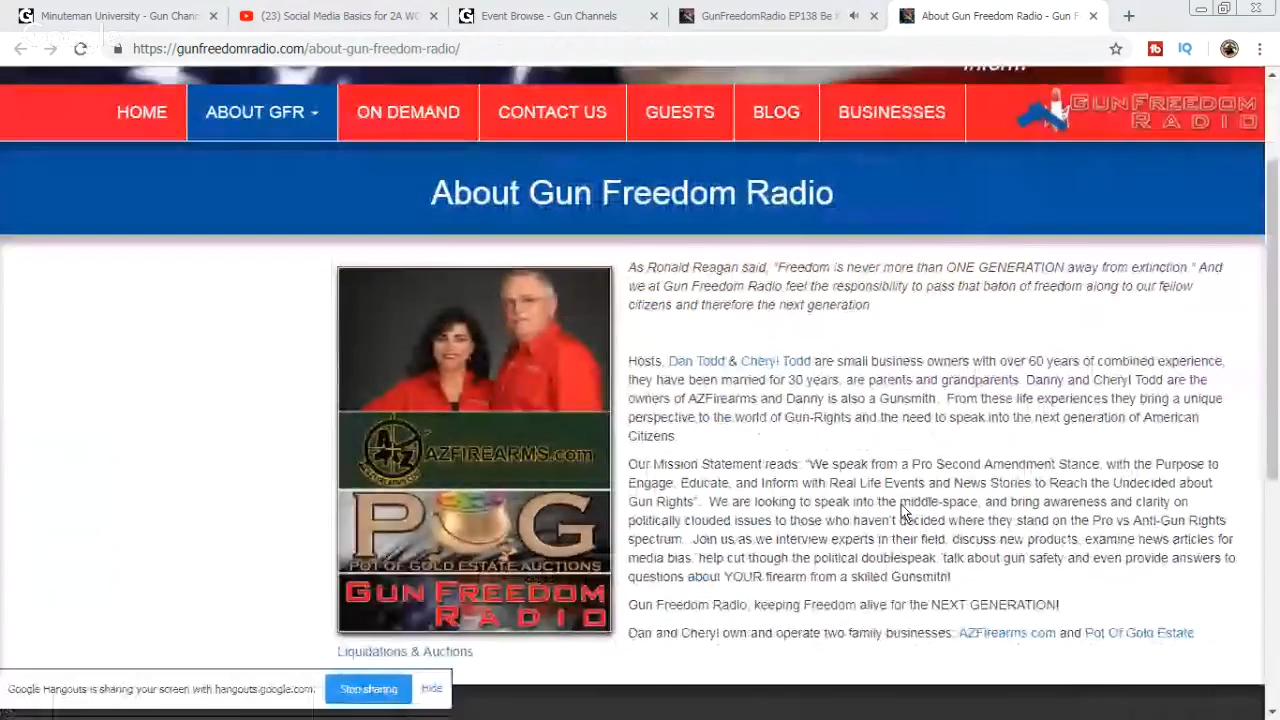 Minuteman University - Gun Chann
(23) Social Media Basics for 2A WO
Event Browse - Gun Channels
GunFreedomRadio EP138 Be
About Gun Freedom Radio - Gun F
https://gunfreedomradio.com/about-gun-freedom-radio/
HOME
ABOUT GFR
ON DEMAND
CONTACT US
GUESTS
BLOG
BUSINESSES
GUNFREEDOM
RADIO
About Gun Freedom Radio
As Ronald Reagan said, "Freedom is never more than ONE GENERATION away from extinction." And
we at Gun Freedom Radio feel the responsibility to pass that baton of freedom along to our fellow
citizens and therefore the next generation
Hosts, Dan Todd & Cheryl Todd are small business owners with over 60 years of combined experience,
they have been married for 30 years, are parents and grandparents. Danny and Cheryl Todd are the
owners of AZFirearms and Danny is also a Gunsmith. From these life experiences they bring a unique
perspective to the world of Gun-Rights and the need to speak into the next generation of American
Citizens.
Our Mission Statement reads: "We speak from a Pro Second Amendment Stance, with the Purpose to
Engage, Educate, and Inform with Real Life Events and News Stories to Reach the Undecided about
Gun Rights". We are looking to speak into the middle-space, and bring awareness and clarity on
politically clouded issues to those who haven't decided where they stand on the Pro vs Anti-Gun Rights
spectrum. Join us as we interview experts in their field, discuss new products, examine news articles for
media bias, help cut though the political doublespeak, talk about gun safety and even provide answers to
questions about YOUR firearm from a skilled Gunsmith!
Gun Freedom Radio, keeping Freedom alive for the NEXT GENERATION!
Dan and Cheryl own and operate two family businesses: AZFirearms.com and Pot Of Gold Estate
Liquidations & Auctions
AZFIREARMS.com
POG
POT OF GOLD ESTATE AUCTIONS
GUN FREEDOM
RADIO
Google Hangouts is sharing your screen with hangouts.google.com.
Stop sharing
Hide